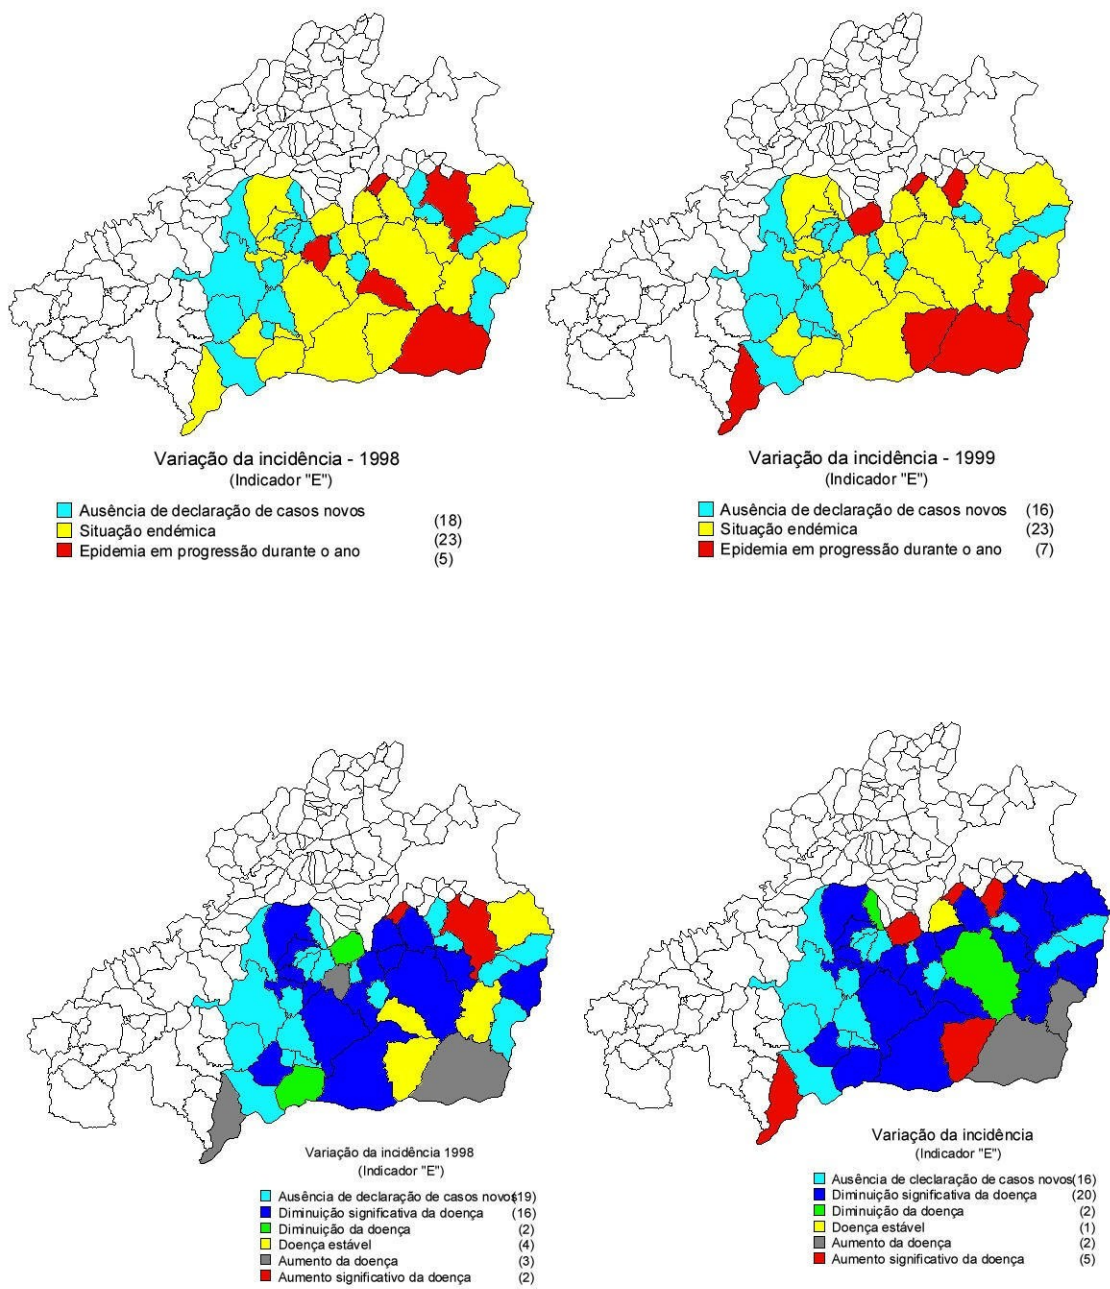 Variação da incidência - 1998
(Indicador "E")
Ausência de declaração de casos novos (18)
Situação endémica (23)
Epidemia em progressão durante o ano (5)
Variação da incidência - 1999
(Indicador "E")
Ausência de declaração de casos novos (16)
Situação endémica (23)
Epidemia em progressão durante o ano (7)
Variação da incidência 1998
(Indicador "E")
Ausência de declaração de casos novos (19)
Diminuição significativa da doença (16)
Diminuição da doença (2)
Doença estável (4)
Aumento da doença (3)
Aumento significativo da doença (2)
Variação da incidência
(Indicador "E")
Ausência de cleclaração de casos novos (16)
Diminuição significativa da doença (20)
Diminuição da doença (2)
Doença estável (1)
Aumento da doença (2)
Aumento significativo da doença (5)